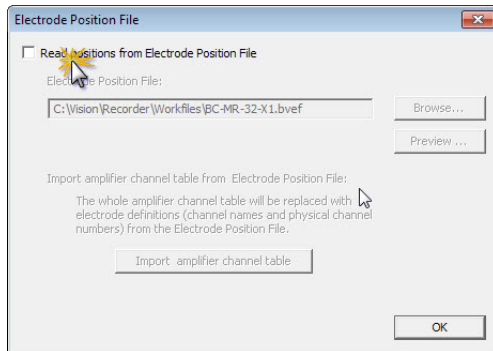 Electrode Position File
Read positions from Electrode Position File
Electrode Position File:
C:\Vision\Recorder\Workfiles\BC-MR-32-X1.bvef
Browse...
Preview ...
Import amplifier channel table from Electrode Position File:
The whole amplifier channel table will be replaced with
electrode definitions (channel names and physical channel
numbers) from the Electrode Position File.
Import amplifier channel table
OK